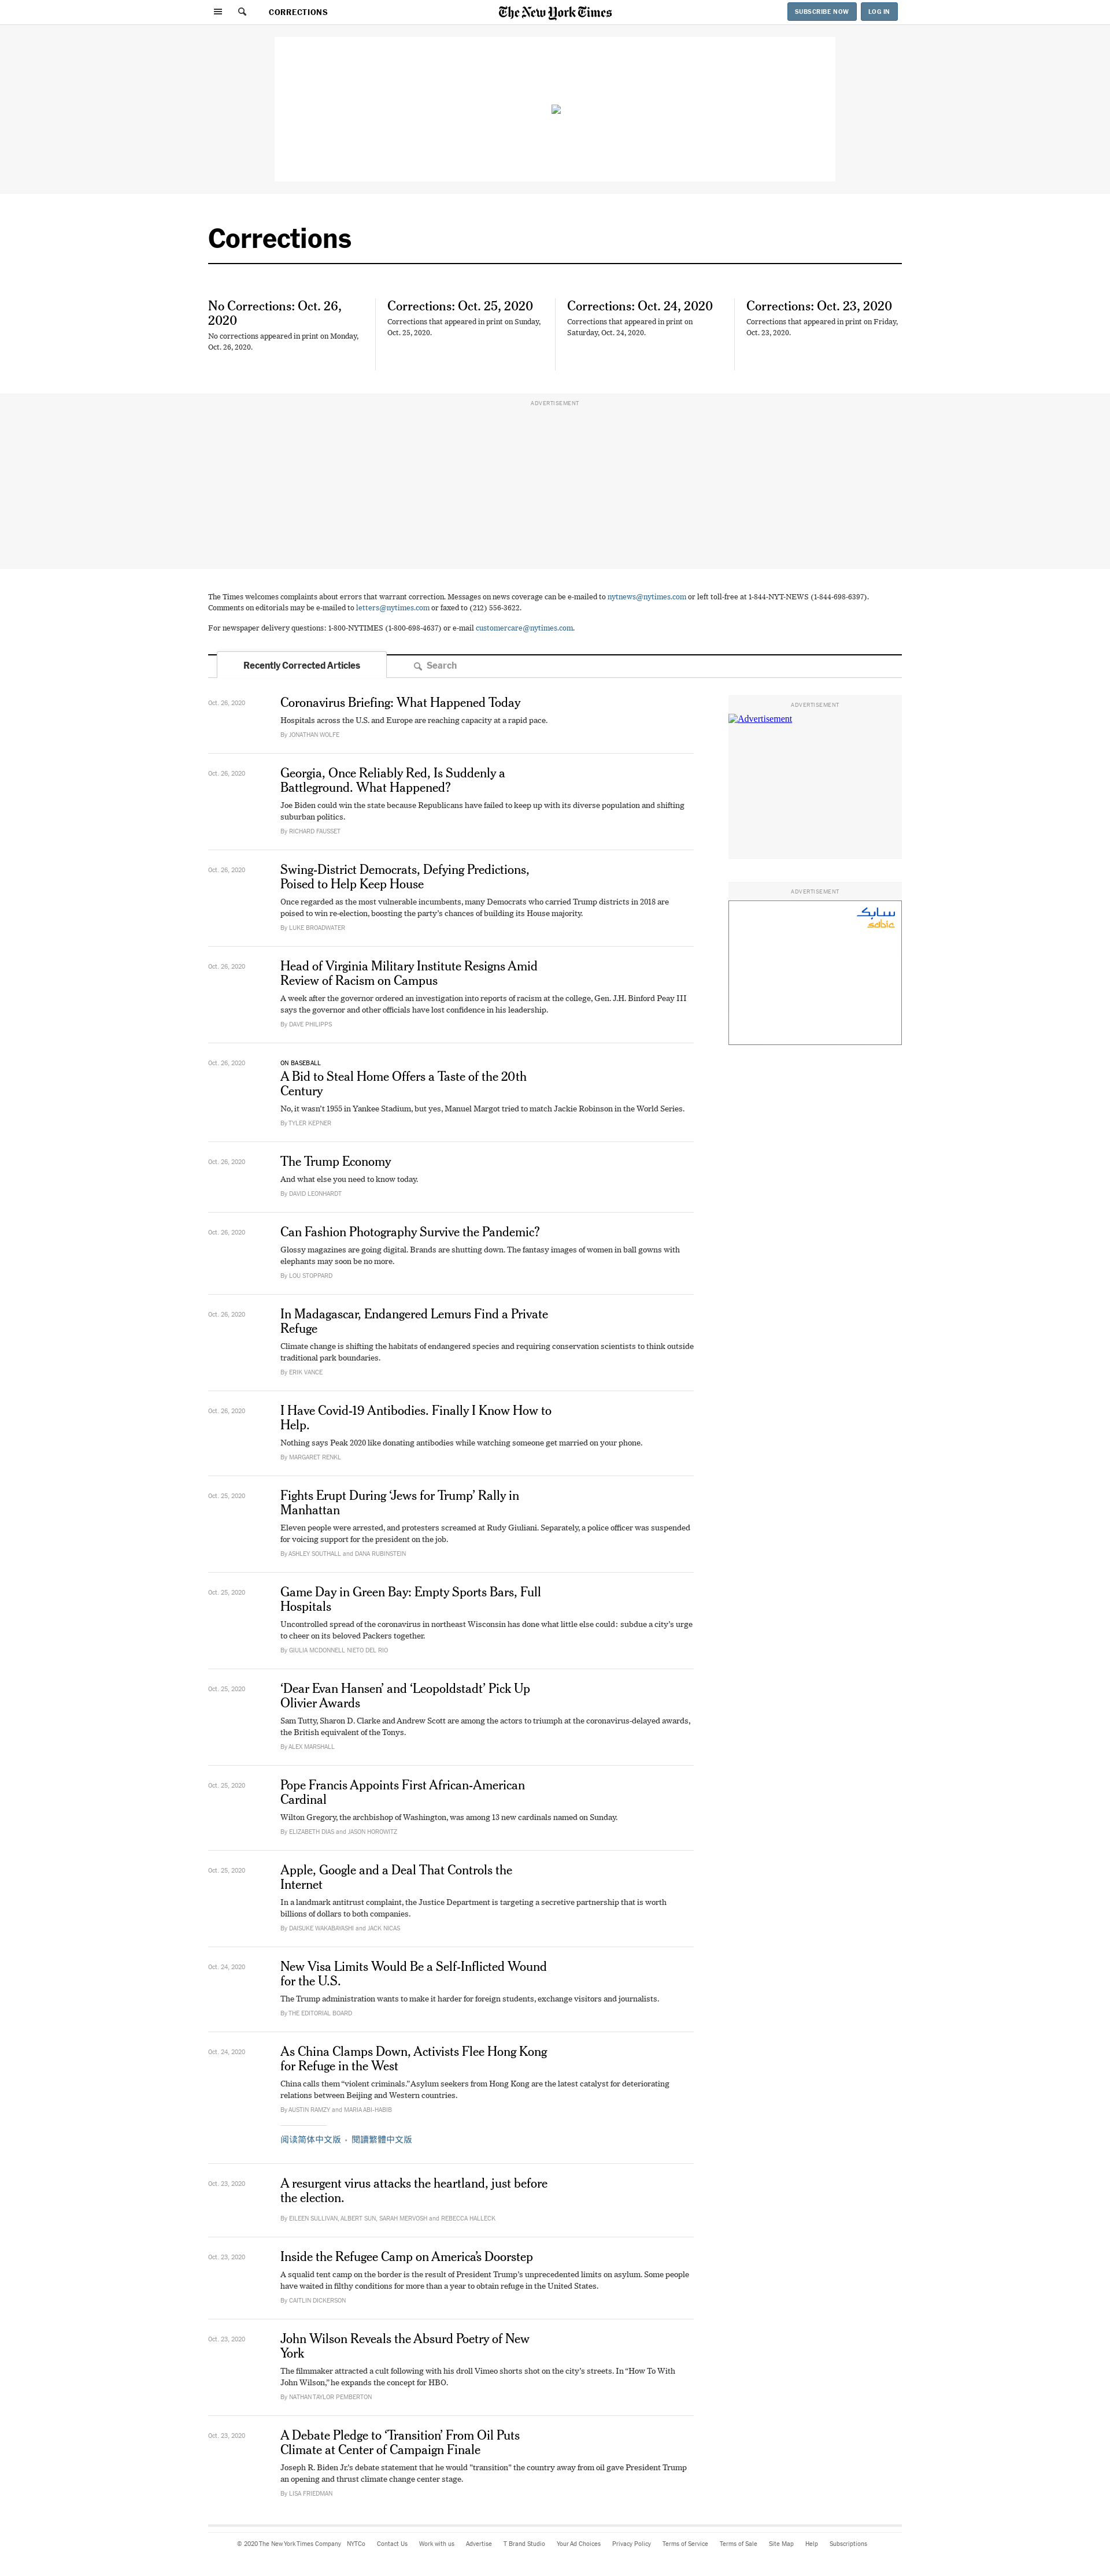 CORRECTIONS
The New York Times
SUBSCRIBE NOW
LOG IN
Corrections
No Corrections: Oct. 26,
2020
No corrections appeared in print on Monday,
Oct. 26, 2020.
Corrections: Oct. 25, 2020
Corrections that appeared in print on Sunday,
Oct. 25, 2020.
Corrections: Oct. 24, 2020
Corrections that appeared in print on
Saturday, Oct. 24, 2020.
Corrections: Oct. 23, 2020
Corrections that appeared in print on Friday,
Oct. 23, 2020.
ADVERTISEMENT
The Times welcomes complaints about errors that warrant correction. Messages on news coverage can be e-mailed to nytnews@nytimes.com or left toll-free at 1-844-NYT-NEWS (1-844-698-6397).
Comments on editorials may be e-mailed to letters@nytimes.com or faxed to (212) 556-3622.
For newspaper delivery questions: 1-800-NYTIMES (1-800-698-4637) or e-mail customercare@nytimes.com.
Recently Corrected Articles
Search
Oct. 26, 2020
Coronavirus Briefing: What Happened Today
Hospitals across the U.S. and Europe are reaching capacity at a rapid pace.
By JONATHAN WOLFE
Oct. 26, 2020
Georgia, Once Reliably Red, Is Suddenly a
Battleground. What Happened?
Joe Biden could win the state because Republicans have failed to keep up with its diverse population and shifting
suburban politics.
By RICHARD FAUSSET
Oct. 26, 2020
Swing-District Democrats, Defying Predictions,
Poised to Help Keep House
Once regarded as the most vulnerable incumbents, many Democrats who carried Trump districts in 2018 are
poised to win re-election, boosting the party's chances of building its House majority.
By LUKE BROADWATER
Oct. 26, 2020
Head of Virginia Military Institute Resigns Amid
Review of Racism on Campus
A week after the governor ordered an investigation into reports of racism at the college, Gen. J.H. Binford Peay III
says the governor and other officials have lost confidence in his leadership.
By DAVE PHILIPPS
Oct. 26, 2020
ON BASEBALL
A Bid to Steal Home Offers a Taste of the 20th
Century
No, it wasn't 1955 in Yankee Stadium, but yes, Manuel Margot tried to match Jackie Robinson in the World Series.
By TYLER KEPNER
Oct. 26, 2020
The Trump Economy
And what else you need to know today.
By DAVID LEONHARDT
Oct. 26, 2020
Can Fashion Photography Survive the Pandemic?
Glossy magazines are going digital. Brands are shutting down. The fantasy images of women in ball gowns with
elephants may soon be no more.
By LOU STOPPARD
Oct. 26, 2020
In Madagascar, Endangered Lemurs Find a Private
Refuge
Climate change is shifting the habitats of endangered species and requiring conservation scientists to think outside
traditional park boundaries.
By ERIK VANCE
Oct. 26, 2020
I Have Covid-19 Antibodies. Finally I Know How to
Help.
Nothing says Peak 2020 like donating antibodies while watching someone get married on your phone.
By MARGARET RENKL
Oct. 25, 2020
Fights Erupt During ‘Jews for Trump’ Rally in
Manhattan
Eleven people were arrested, and protesters screamed at Rudy Giuliani. Separately, a police officer was suspended
for voicing support for the president on the job.
By ASHLEY SOUTHALL and DANA RUBINSTEIN
Oct. 25, 2020
Game Day in Green Bay: Empty Sports Bars, Full
Hospitals
Uncontrolled spread of the coronavirus in northeast Wisconsin has done what little else could: subdue a city's urge
to cheer on its beloved Packers together.
By GIULIA MCDONNELL NIETO DEL RIO
Oct. 25, 2020
‘Dear Evan Hansen’ and ‘Leopoldstadt’ Pick Up
Olivier Awards
Sam Tutty, Sharon D. Clarke and Andrew Scott are among the actors to triumph at the coronavirus-delayed awards,
the British equivalent of the Tonys.
By ALEX MARSHALL
Oct. 25, 2020
Pope Francis Appoints First African-American
Cardinal
Wilton Gregory, the archbishop of Washington, was among 13 new cardinals named on Sunday.
By ELIZABETH DIAS and JASON HOROWITZ
Oct. 25, 2020
Apple, Google and a Deal That Controls the
Internet
In a landmark antitrust complaint, the Justice Department is targeting a secretive partnership that is worth
billions of dollars to both companies.
By DAISUKE WAKABAYASHI and JACK NICAS
Oct. 24, 2020
New Visa Limits Would Be a Self-Inflicted Wound
for the U.S.
The Trump administration wants to make it harder for foreign students, exchange visitors and journalists.
By THE EDITORIAL BOARD
Oct. 24, 2020
As China Clamps Down, Activists Flee Hong Kong
for Refuge in the West
China calls them “violent criminals.” Asylum seekers from Hong Kong are the latest catalyst for deteriorating
relations between Beijing and Western countries.
By AUSTIN RAMZY and MARIA ABI-HABIB
阅读简体中文版 · 閱讀繁體中文版
Oct. 23, 2020
A resurgent virus attacks the heartland, just before
the election.
By EILEEN SULLIVAN, ALBERT SUN, SARAH MERVOSH and REBECCA HALLECK
Oct. 23, 2020
Inside the Refugee Camp on America's Doorstep
A squalid tent camp on the border is the result of President Trump's unprecedented limits on asylum. Some people
have waited in filthy conditions for more than a year to obtain refuge in the United States.
By CAITLIN DICKERSON
Oct. 23, 2020
John Wilson Reveals the Absurd Poetry of New
York
The filmmaker attracted a cult following with his droll Vimeo shorts shot on the city's streets. In “How To With
John Wilson,” he expands the concept for HBO.
By NATHAN TAYLOR PEMBERTON
Oct. 23, 2020
A Debate Pledge to ‘Transition’ From Oil Puts
Climate at Center of Campaign Finale
Joseph R. Biden Jr.'s debate statement that he would "transition" the country away from oil gave President Trump
an opening and thrust climate change center stage.
By LISA FRIEDMAN
ADVERTISEMENT
Advertisement
ADVERTISEMENT
سابك
sabic
© 2020 The New York Times Company NYTCo Contact Us Work with us Advertise T Brand Studio Your Ad Choices Privacy Policy Terms of Service Terms of Sale Site Map Help Subscriptions